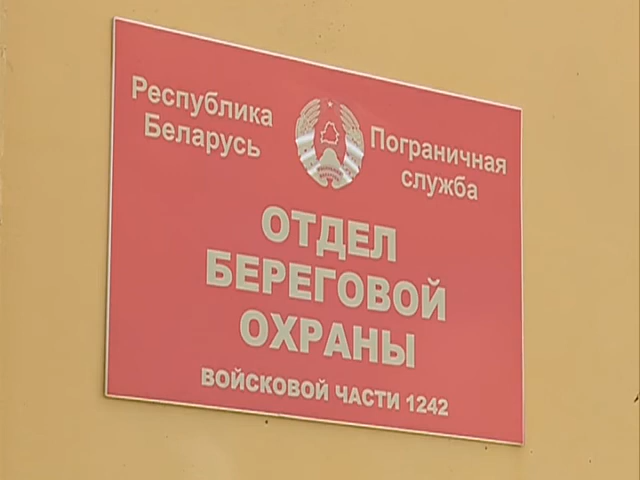 Республика
Беларусь
Пограничная
служба
ОТДЕЛ
БЕРЕГОВОЙ
ОХРАНЫ
ВОЙСКОВОЙ ЧАСТИ 1242